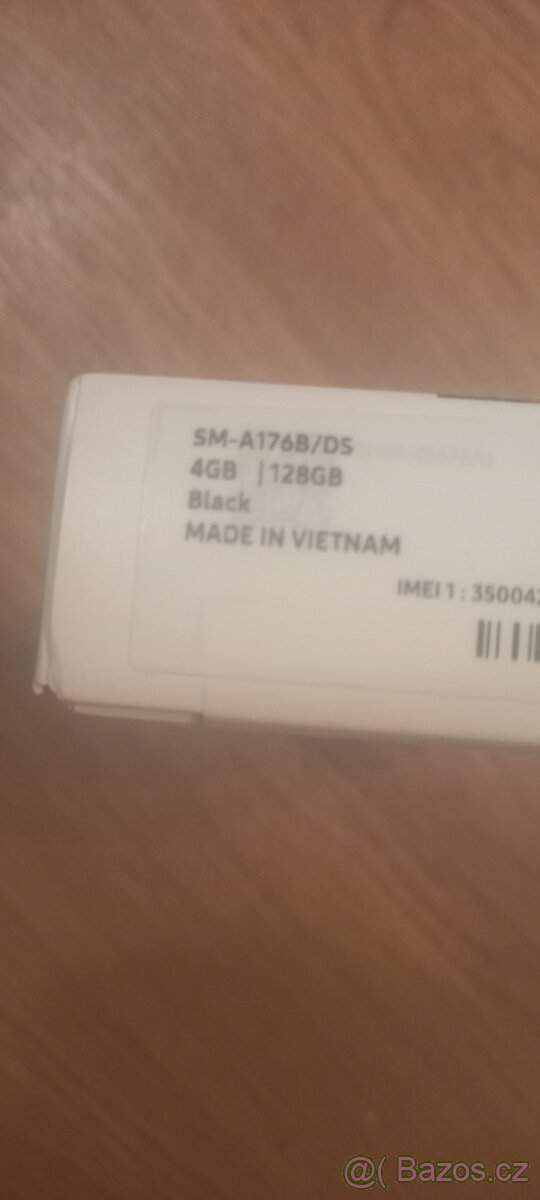 SM-A176B/DS
4GB | 128GB
Black
MADE IN VIETNAM
IMEI 1 : 350042
@( Bazos.cz